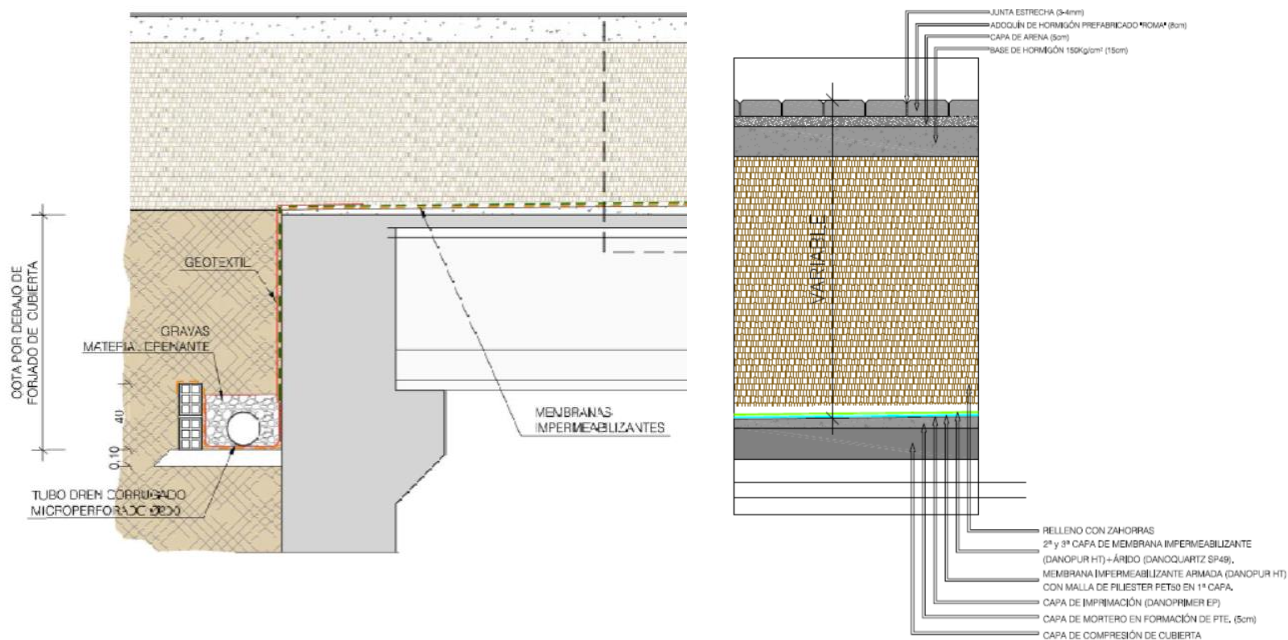 COTA POR DEBAJO DE
FORJADO DE CUBIERTA
40
0,10
GEOTEXTIL
GRAVAS
MATERIAL DRENANTE
TUBO DREN CORRUGADO
MICROPERFORADO
MEMBRANAS
IMPERMEABILIZANTES
JUNTA ESTRECHA (3-4mm)
ADOQUÍN DE HORMIGÓN PREFABRICADO "ROMA" (8cm)
CAPA DE ARENA (5cm)
BASE DE HORMIGÓN 150Kg/cm² (15cm)
VARIABLE
RELLENO CON ZAHORRAS
2ª y 3ª CAPA DE MEMBRANA IMPERMEABILIZANTE
(DANOPUR HT)+ÁRIDO (DANOQUARTZ SP49).
MEMBRANA IMPERMEABILIZANTE ARMADA (DANOPUR HT)
CON MALLA DE PILIESTER PET50 EN 1ª CAPA.
CAPA DE IMPRIMACIÓN (DANOPRIMER EP)
CAPA DE MORTERO EN FORMACIÓN DE PTE. (5cm)
CAPA DE COMPRESIÓN DE CUBIERTA